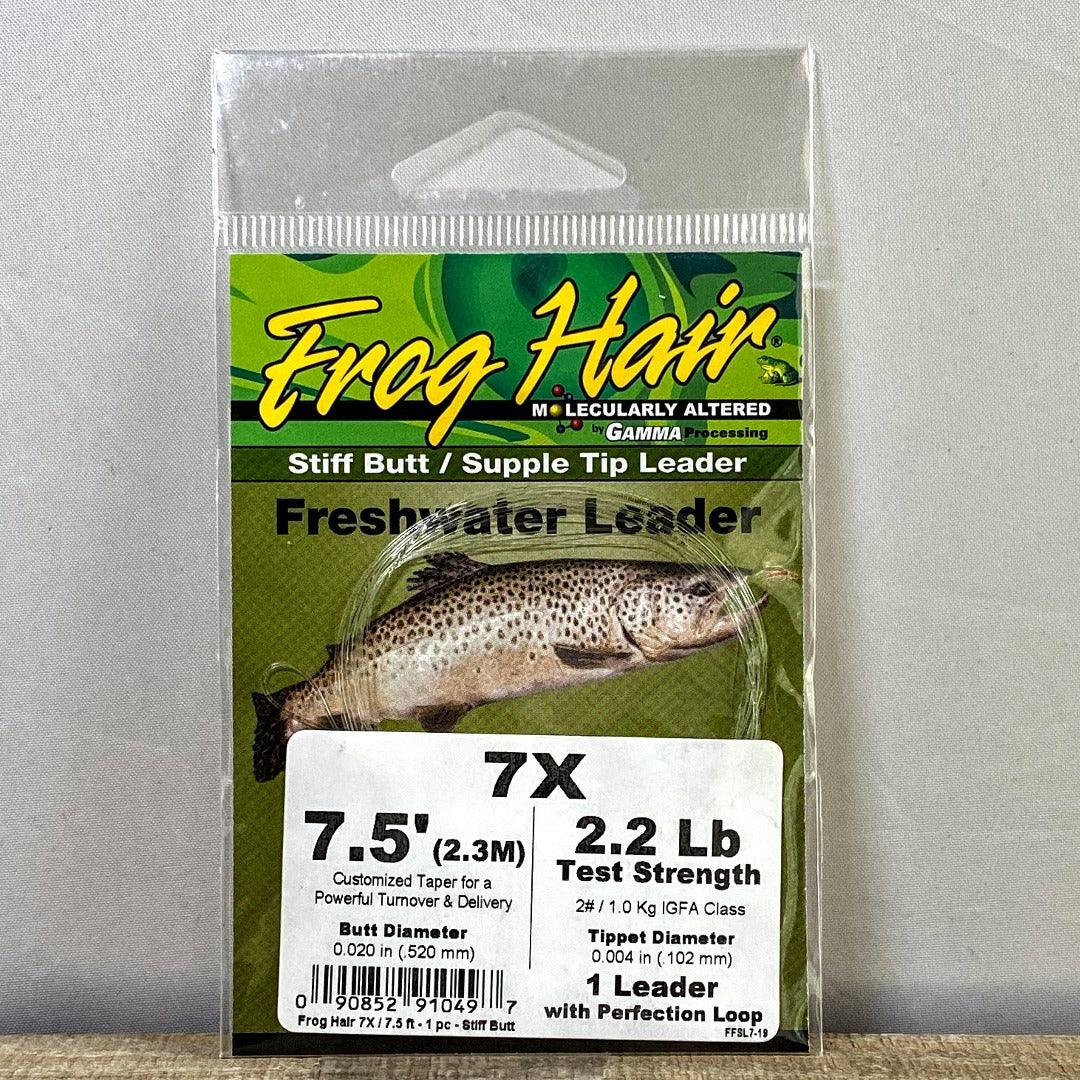 Frog Hair®
MOLECULARLY ALTERED
by GAMMA Processing
Stiff Butt / Supple Tip Leader
Freshwater Leader
7X
7.5' (2.3M)
Customized Taper for a
Powerful Turnover & Delivery
Butt Diameter
0.020 in (.520 mm)
0 90852 91049 7
Frog Hair 7X / 7.5 ft - 1 pc - Stiff Butt
2.2 Lb
Test Strength
2# / 1.0 Kg IGFA Class
Tippet Diameter
0.004 in (.102 mm)
1 Leader
with Perfection Loop
FFSL7-19